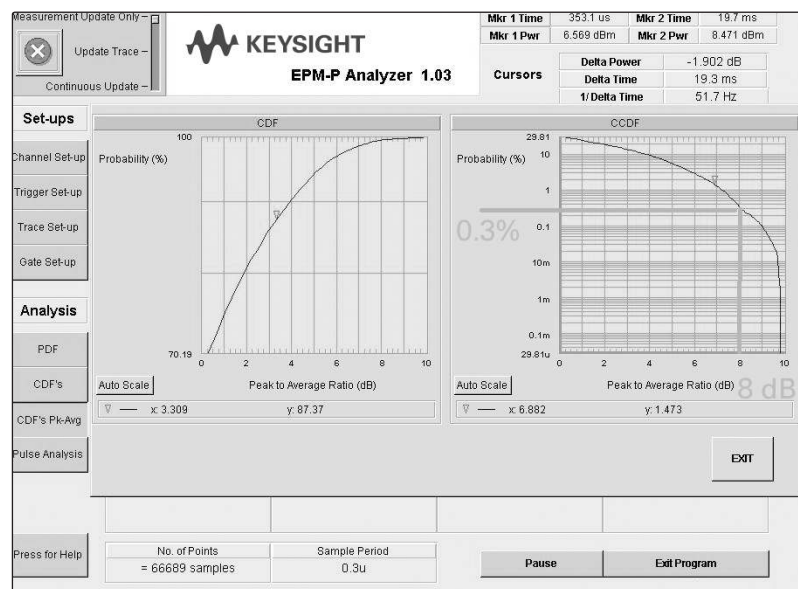 Measurement Update Only –
Update Trace –
Continuous Update –
KEYSIGHT
EPM-P Analyzer 1.03
Mkr 1 Time 353.1 us Mkr 2 Time 19.7 ms
Mkr 1 Pwr 6.569 dBm Mkr 2 Pwr 8.471 dBm
Cursors
Delta Power -1.902 dB
Delta Time 19.3 ms
1/ Delta Time 51.7 Hz
Set-ups
Channel Set-up
Trigger Set-up
Trace Set-up
Gate Set-up
Analysis
PDF
CDF's
CDF's Pk-Avg
Pulse Analysis
Press for Help
CDF
100
Probability (%)
70.19
0 2 4 6 8 10
Auto Scale
Peak to Average Ratio (dB)
x: 3.309 y: 87.37
CCDF
29.81
Probability (%)
10
1
0.3%
0.1
10m
1m
0.1m
29.81u
0 2 4 6 8 10
Auto Scale
Peak to Average Ratio (dB)
8 dB
x: 6.882 y: 1.473
EXIT
No. of Points
= 66689 samples
Sample Period
0.3u
Pause
Exit Program